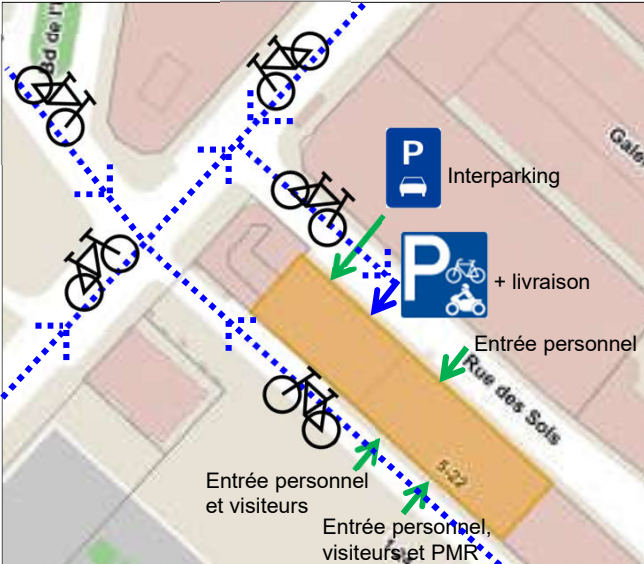 Bd de l'I
P
Interparking
Galer
P
+ livraison
Entrée personnel
Rue des Sols
5-22
Entrée personnel
et visiteurs
Entrée personnel,
visiteurs et PMR